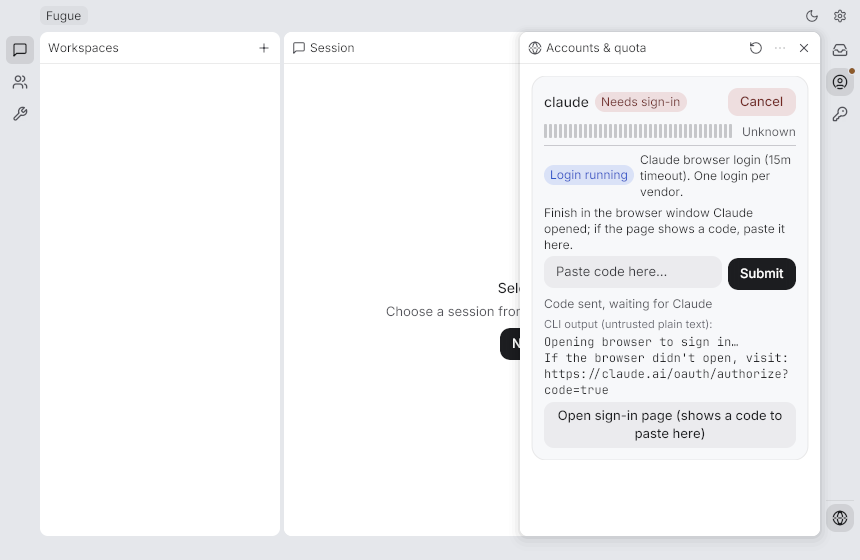 Fugue
Workspaces
Session
Accounts & quota
claude
Needs sign-in
Cancel
Unknown
Login running
Claude browser login (15m
timeout). One login per
vendor.
Finish in the browser window Claude
opened; if the page shows a code, paste it
here.
Paste code here...
Submit
Code sent, waiting for Claude
CLI output (untrusted plain text):
Opening browser to sign in…
If the browser didn't open, visit:
https://claude.ai/oauth/authorize?
code=true
Open sign-in page (shows a code to
paste here)
Choose a session